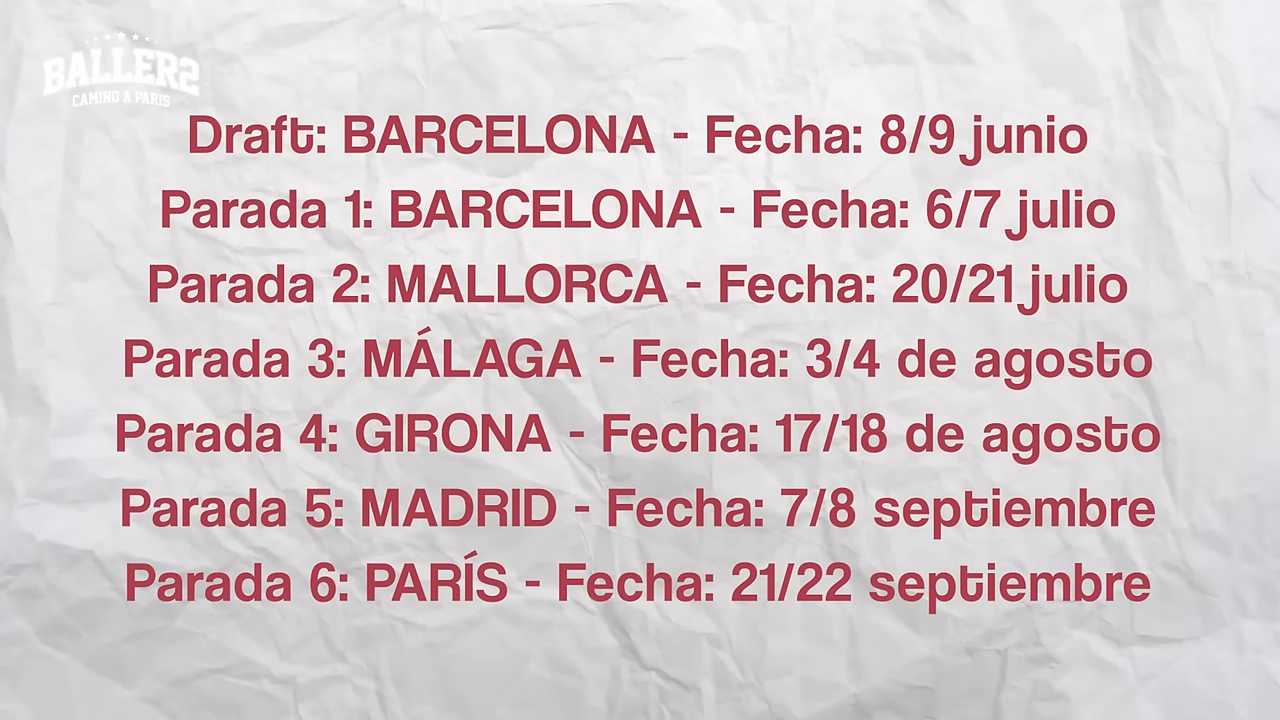 BALLER2
CAMINO A PARIS
Draft: BARCELONA - Fecha: 8/9 junio
Parada 1: BARCELONA - Fecha: 6/7 julio
Parada 2: MALLORCA - Fecha: 20/21 julio
Parada 3: MÁLAGA - Fecha: 3/4 de agosto
Parada 4: GIRONA - Fecha: 17/18 de agosto
Parada 5: MADRID - Fecha: 7/8 septiembre
Parada 6: PARÍS - Fecha: 21/22 septiembre